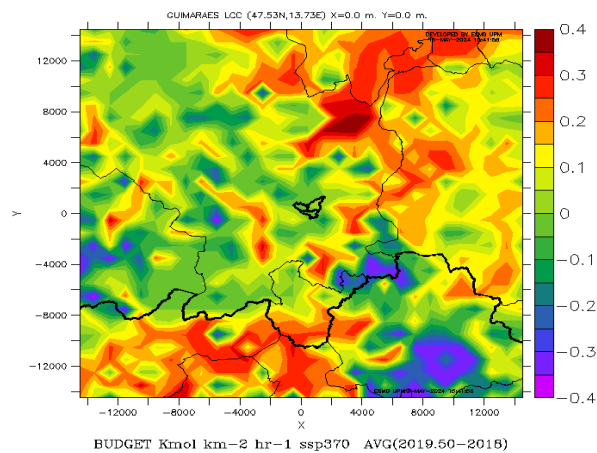 GUIMARAES LCC (47.53N,13.73E) X=0.0 m. Y=0.0 m.
DEVELOPED BY ESMG UPM
12000
8000
4000
0
−4000
−8000
−12000
Y
−12000 −8000 −4000 0 4000 8000 12000
X
0.4
0.3
0.2
0.1
0
−0.1
−0.2
−0.3
−0.4
BUDGET Kmol km−2 hr−1 ssp370 AVG(2019.50−2018)